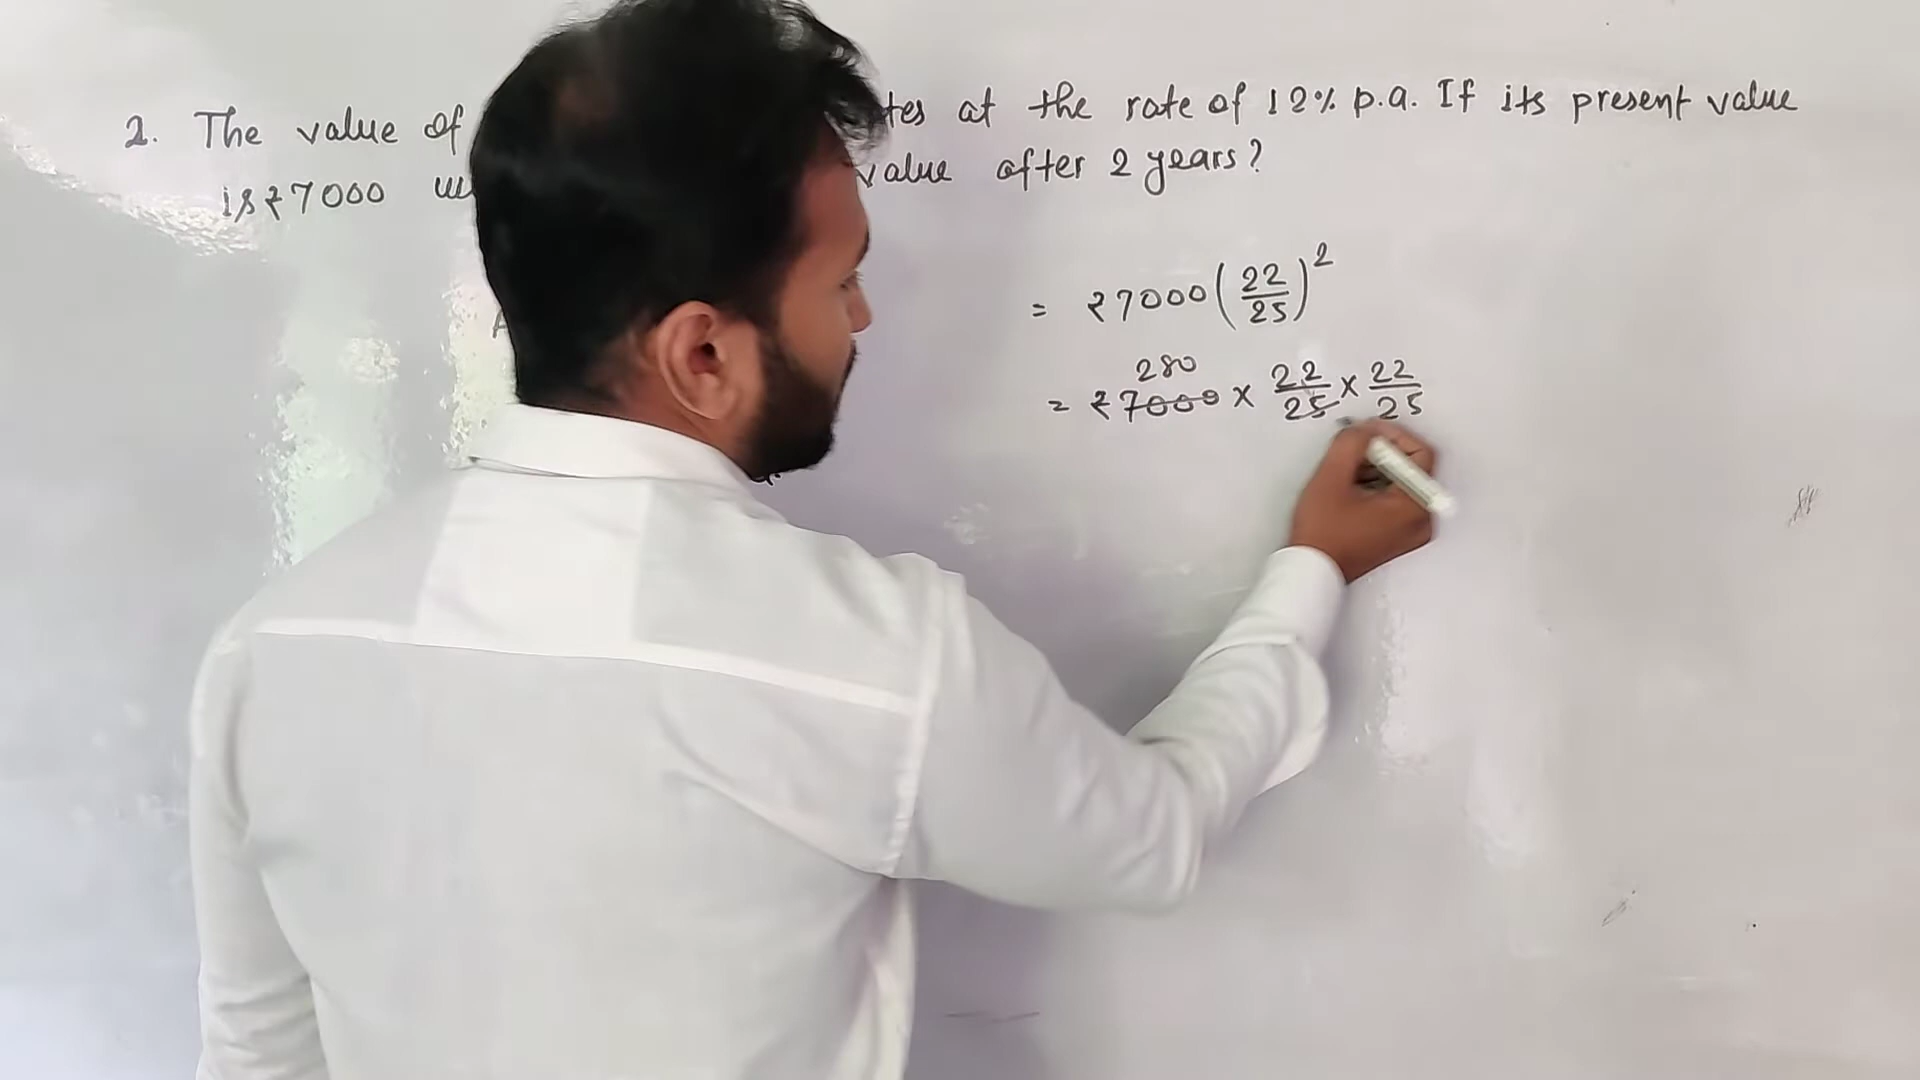 2. The value of tes at the rate of 12% p.a. If its present value
is ₹7000 value after 2 years?
= ₹7000(22/25)²
280
= ₹7000 × 22/25 × 22/25